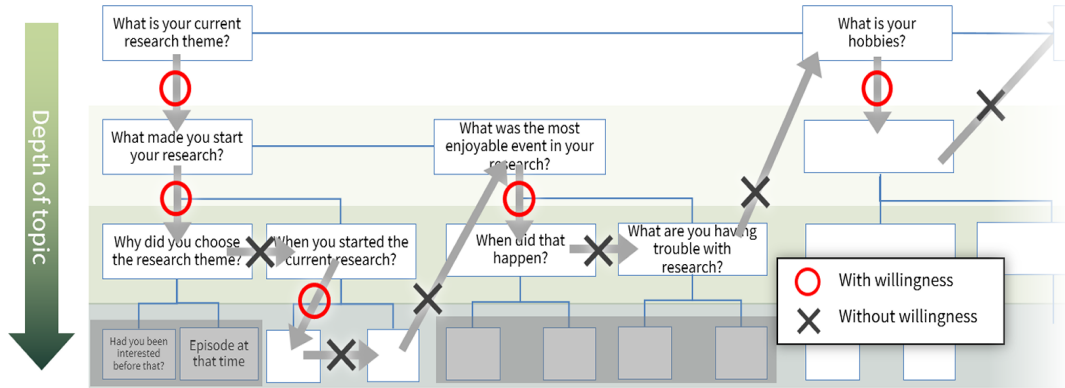 Depth of topic
What is your current
research theme?
What is your
hobbies?
What made you start
your research?
What was the most
enjoyable event in your
research?
Why did you choose
the research theme?
When you started the
current research?
When did that
happen?
What are you having
trouble with
research?
Had you been
interested
before that?
Episode at
that time
With willingness
Without willingness